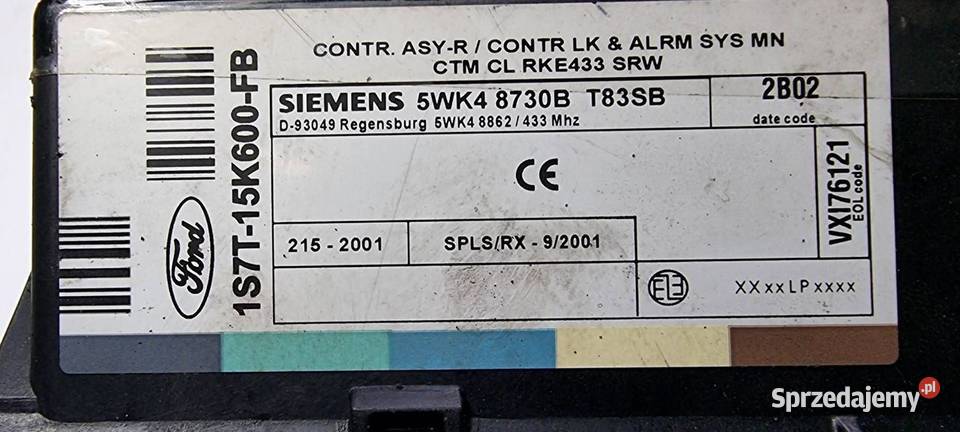 CONTR. ASY-R / CONTR LK & ALRM SYS MN
CTM CL RKE433 SRW
SIEMENS 5WK4 8730B T83SB
D-93049 Regensburg 5WK4 8862 / 433 Mhz
2B02
date code
VXI76121
EOL code
215 - 2001
SPLS/RX - 9/2001
XXxxLPxxxx
Ford
1S7T-15K600-FB
Sprzedajemy.pl